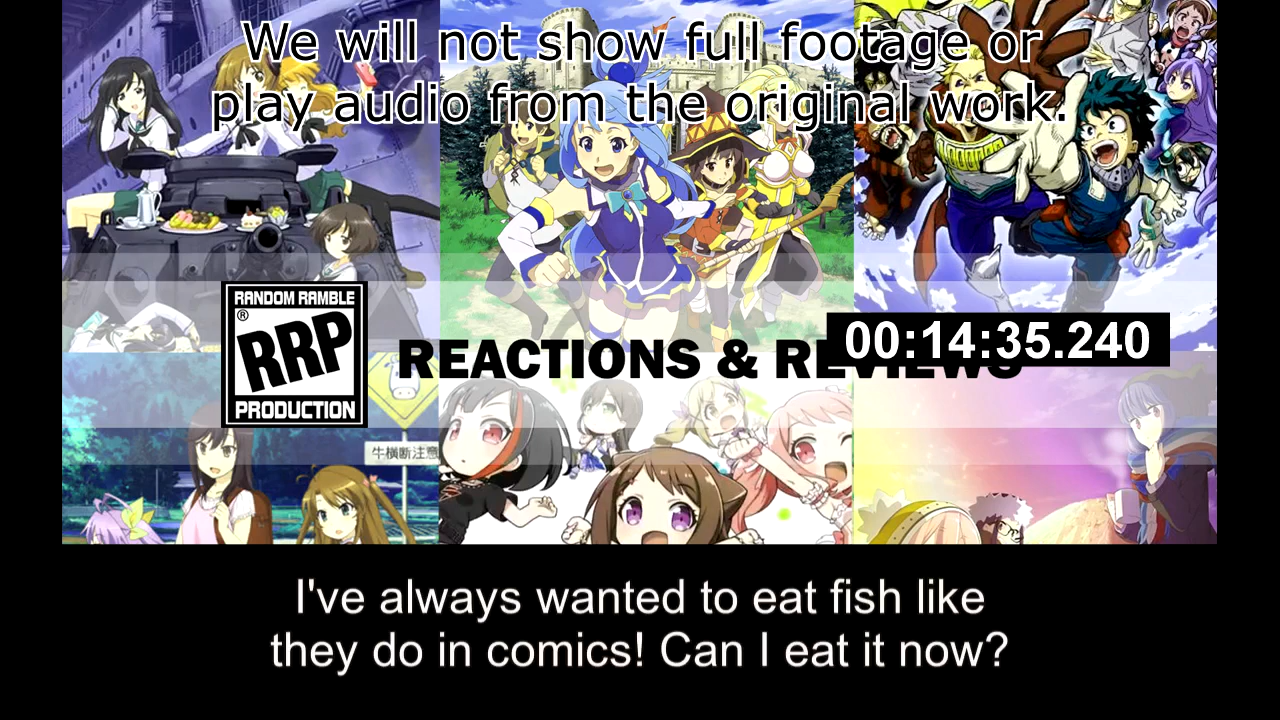 We will not show full footage or
play audio from the original work.
RANDOM RAMBLE
®
RRP
PRODUCTION
REACTIONS & REVIEWS
00:14:35.240
牛横断注意
I've always wanted to eat fish like
they do in comics! Can I eat it now?